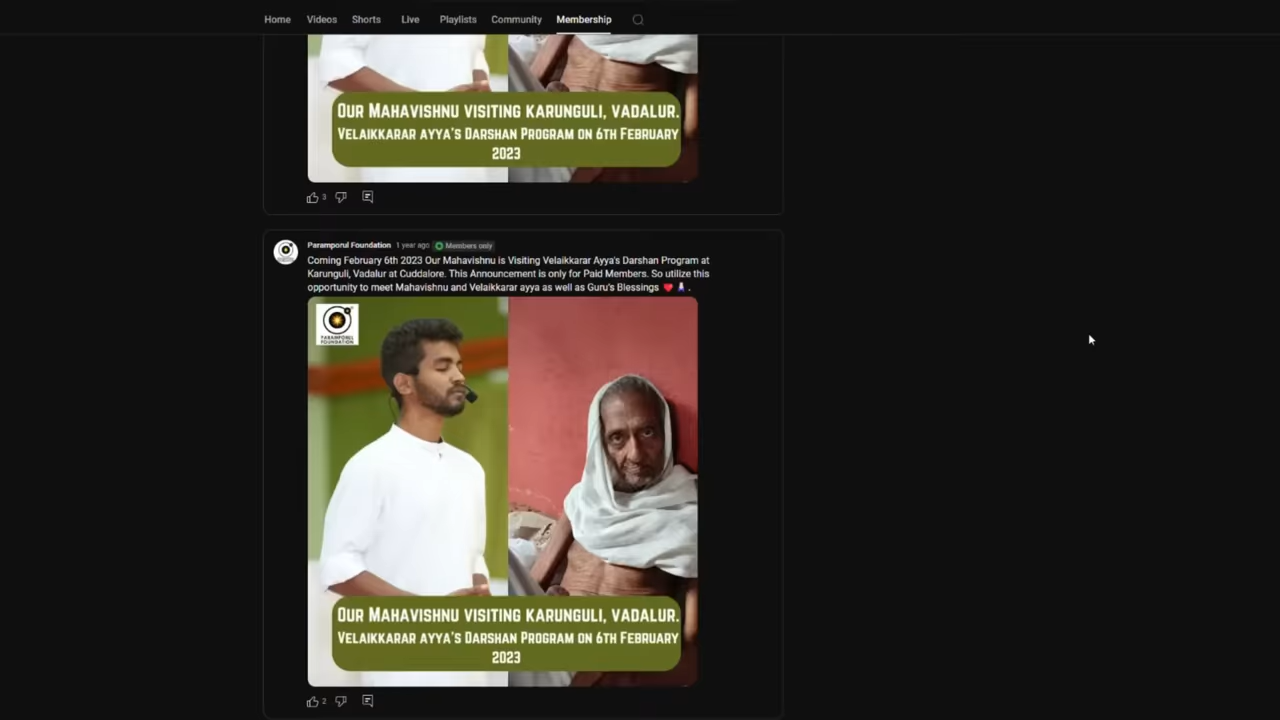 Home Videos Shorts Live Playlists Community Membership
OUR MAHAVISHNU VISITING KARUNGULI, VADALUR.
VELAIKKARAR AYYA'S DARSHAN PROGRAM ON 6TH FEBRUARY
2023
3
Paramporul Foundation 1 year ago Members only
Coming February 6th 2023 Our Mahavishnu is Visiting Velaikkarar Ayya's Darshan Program at
Karunguli, Vadalur at Cuddalore. This Announcement is only for Paid Members. So utilize this
opportunity to meet Mahavishnu and Velaikkarar ayya as well as Guru's Blessings ❤️ .
PARAMPORUL
FOUNDATION
OUR MAHAVISHNU VISITING KARUNGULI, VADALUR.
VELAIKKARAR AYYA'S DARSHAN PROGRAM ON 6TH FEBRUARY
2023
2